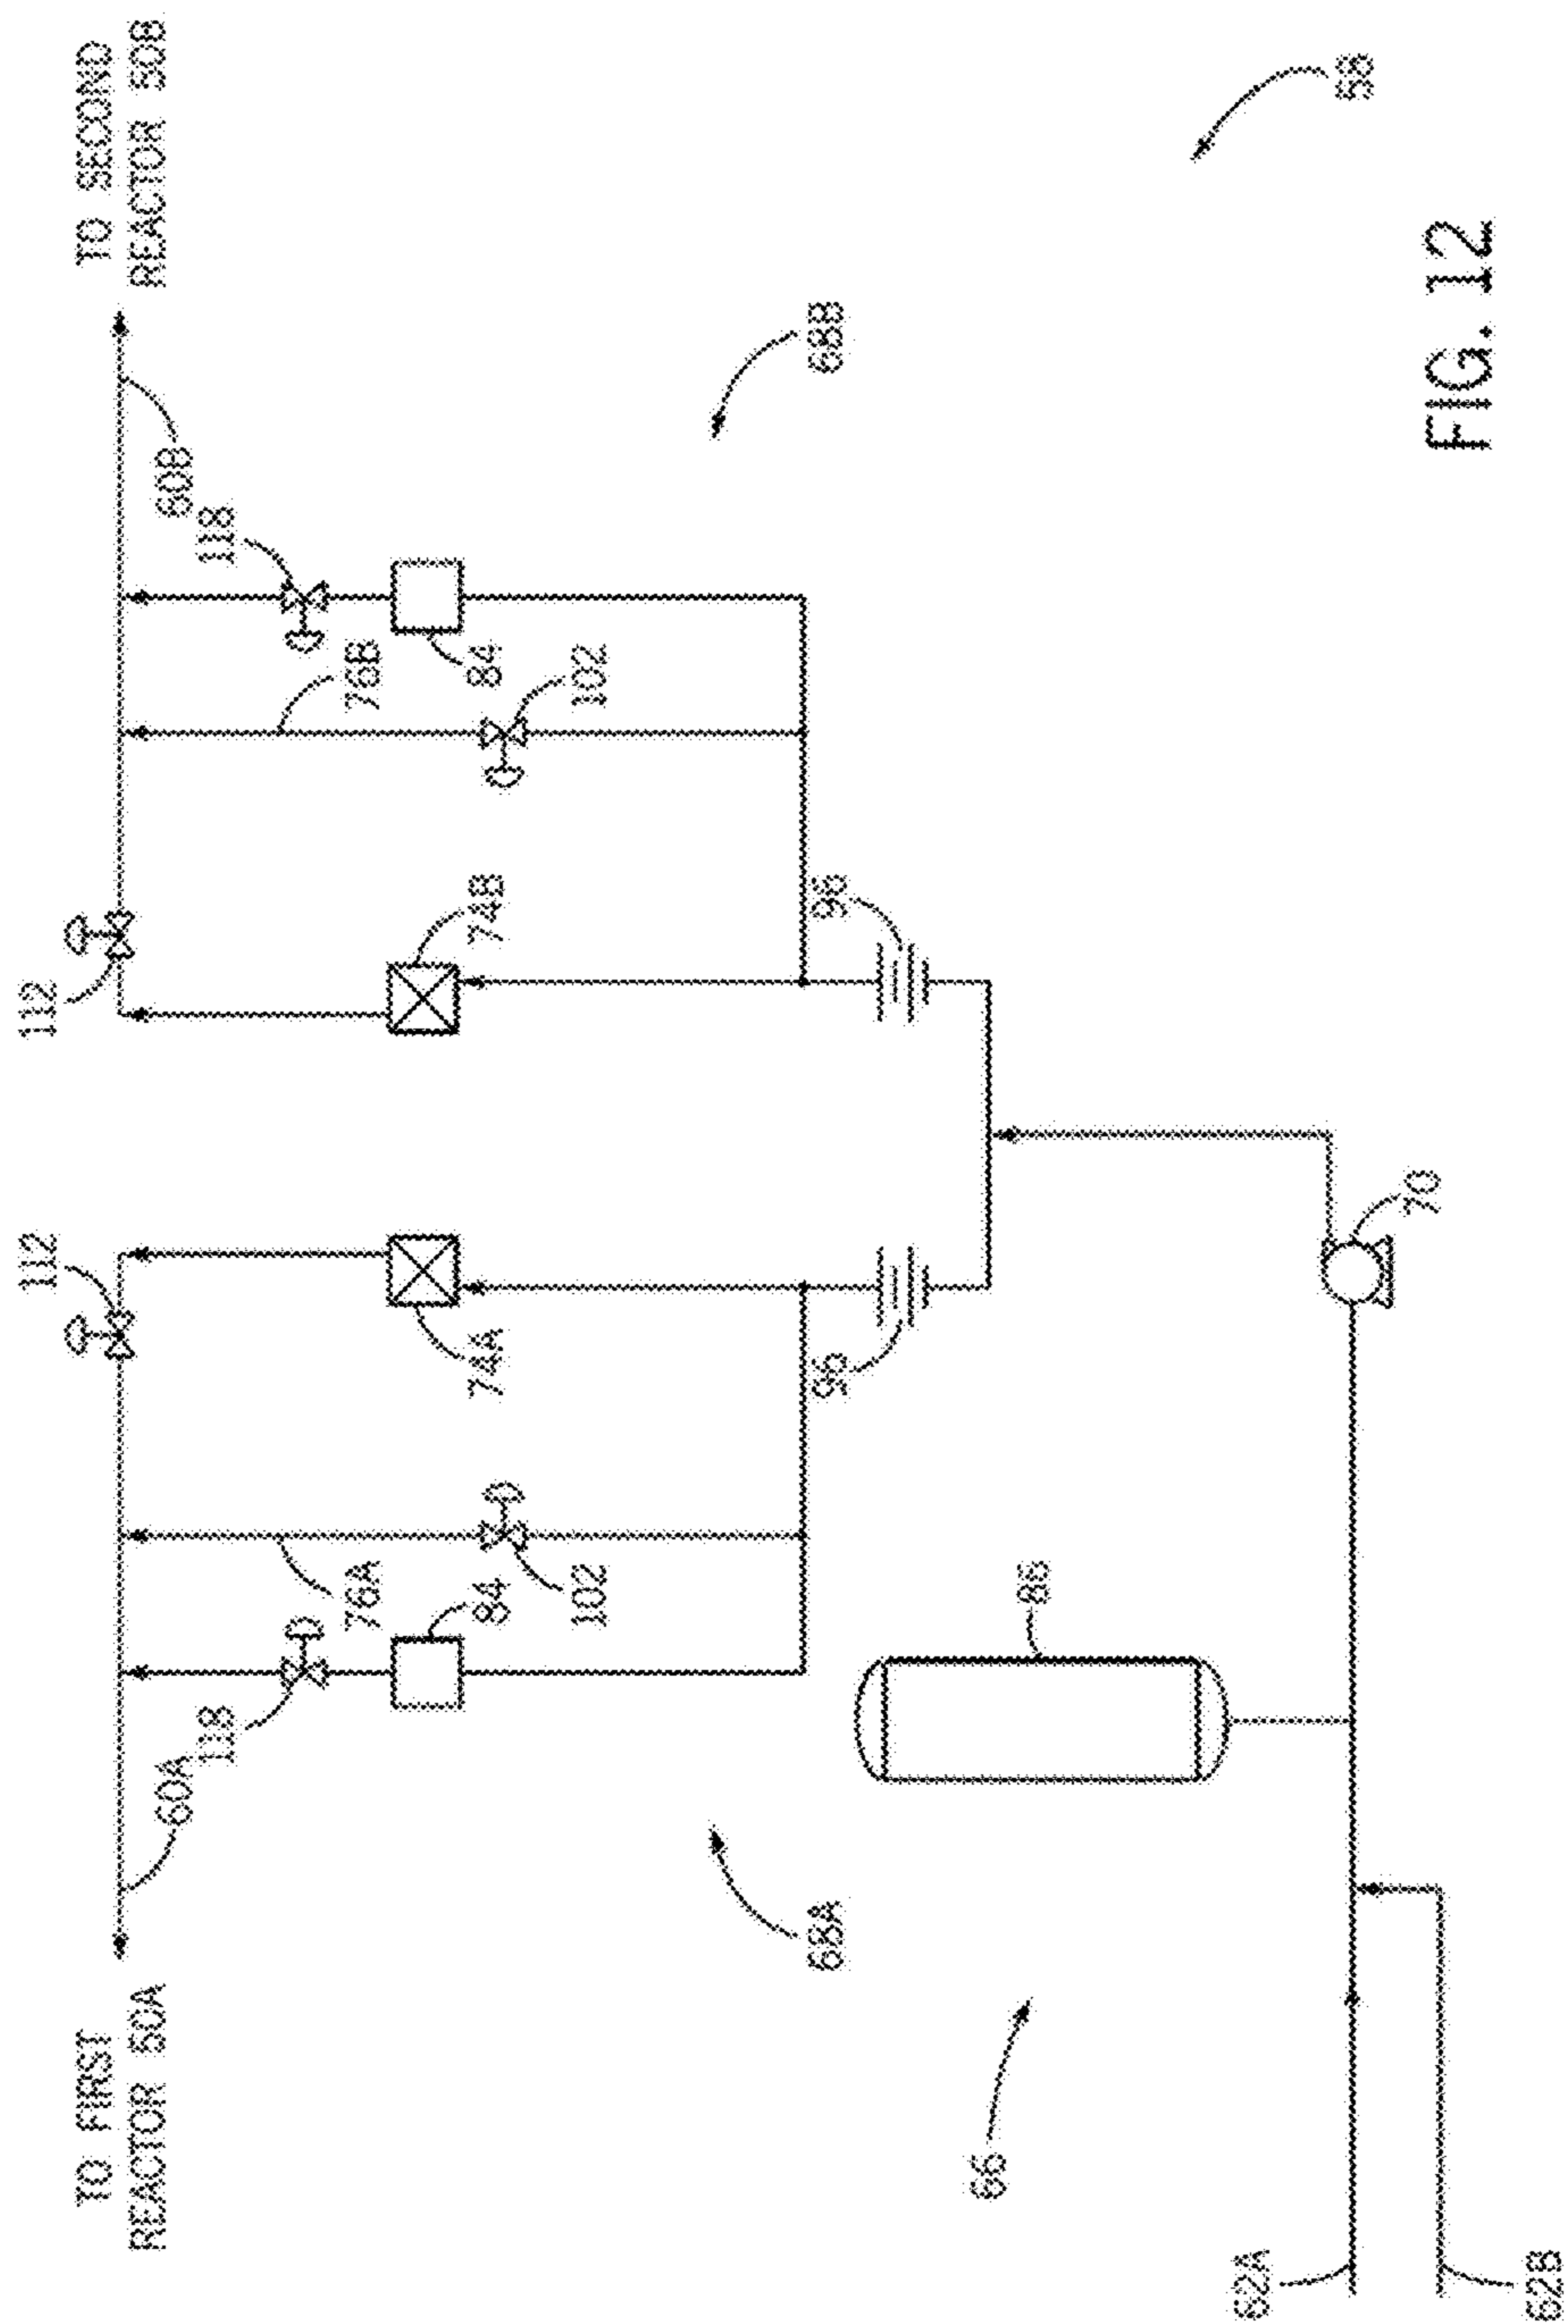 112
112
TO FIRST
REACTOR 50A
TO SECOND
REACTOR 50B
60A
60B
118
118
76A
76B
84
74A
74B
84
102
102
68A
96
96
68B
66
86
62A
58
70
FIG. 12
62B